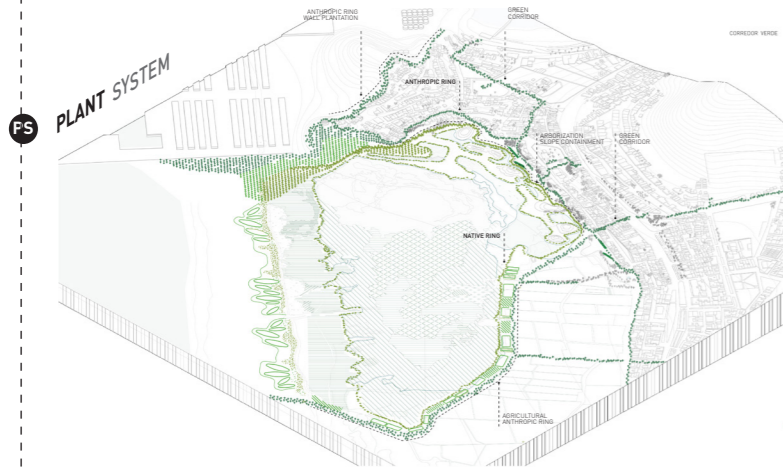 ANTHROPIC RING
WALL PLANTATION
GREEN
CORRIDOR
CORREDOR VERDE
PLANT SYSTEM
PS
ANTHROPIC RING
ARBORIZATION
SLOPE CONTAINMENT
GREEN
CORRIDOR
NATIVE RING
AGRICULTURAL
ANTHROPIC RING